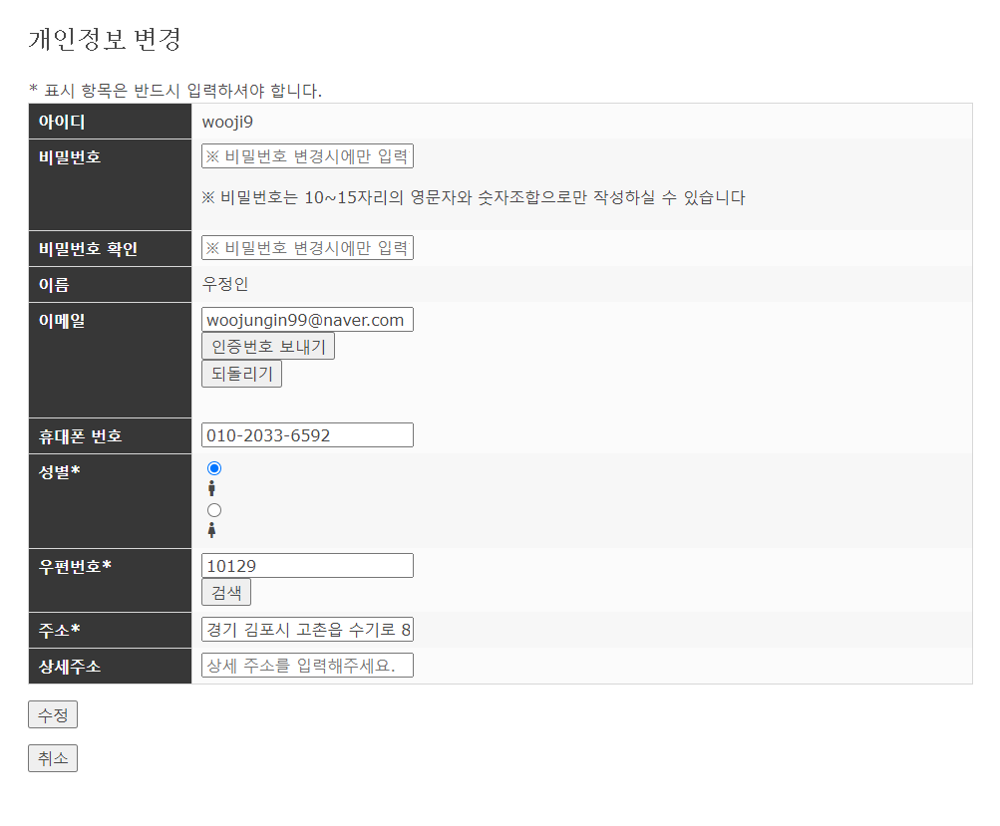 개인정보 변경
* 표시 항목은 반드시 입력하셔야 합니다.
아이디 wooji9
비밀번호 ※ 비밀번호 변경시에만 입력
※ 비밀번호는 10~15자리의 영문자와 숫자조합으로만 작성하실 수 있습니다
비밀번호 확인 ※ 비밀번호 변경시에만 입력
이름 우정인
이메일 woojungin99@naver.com
인증번호 보내기
되돌리기
휴대폰 번호 010-2033-6592
성별*
우편번호* 10129
검색
주소* 경기 김포시 고촌읍 수기로 8
상세주소 상세 주소를 입력해주세요.
수정
취소